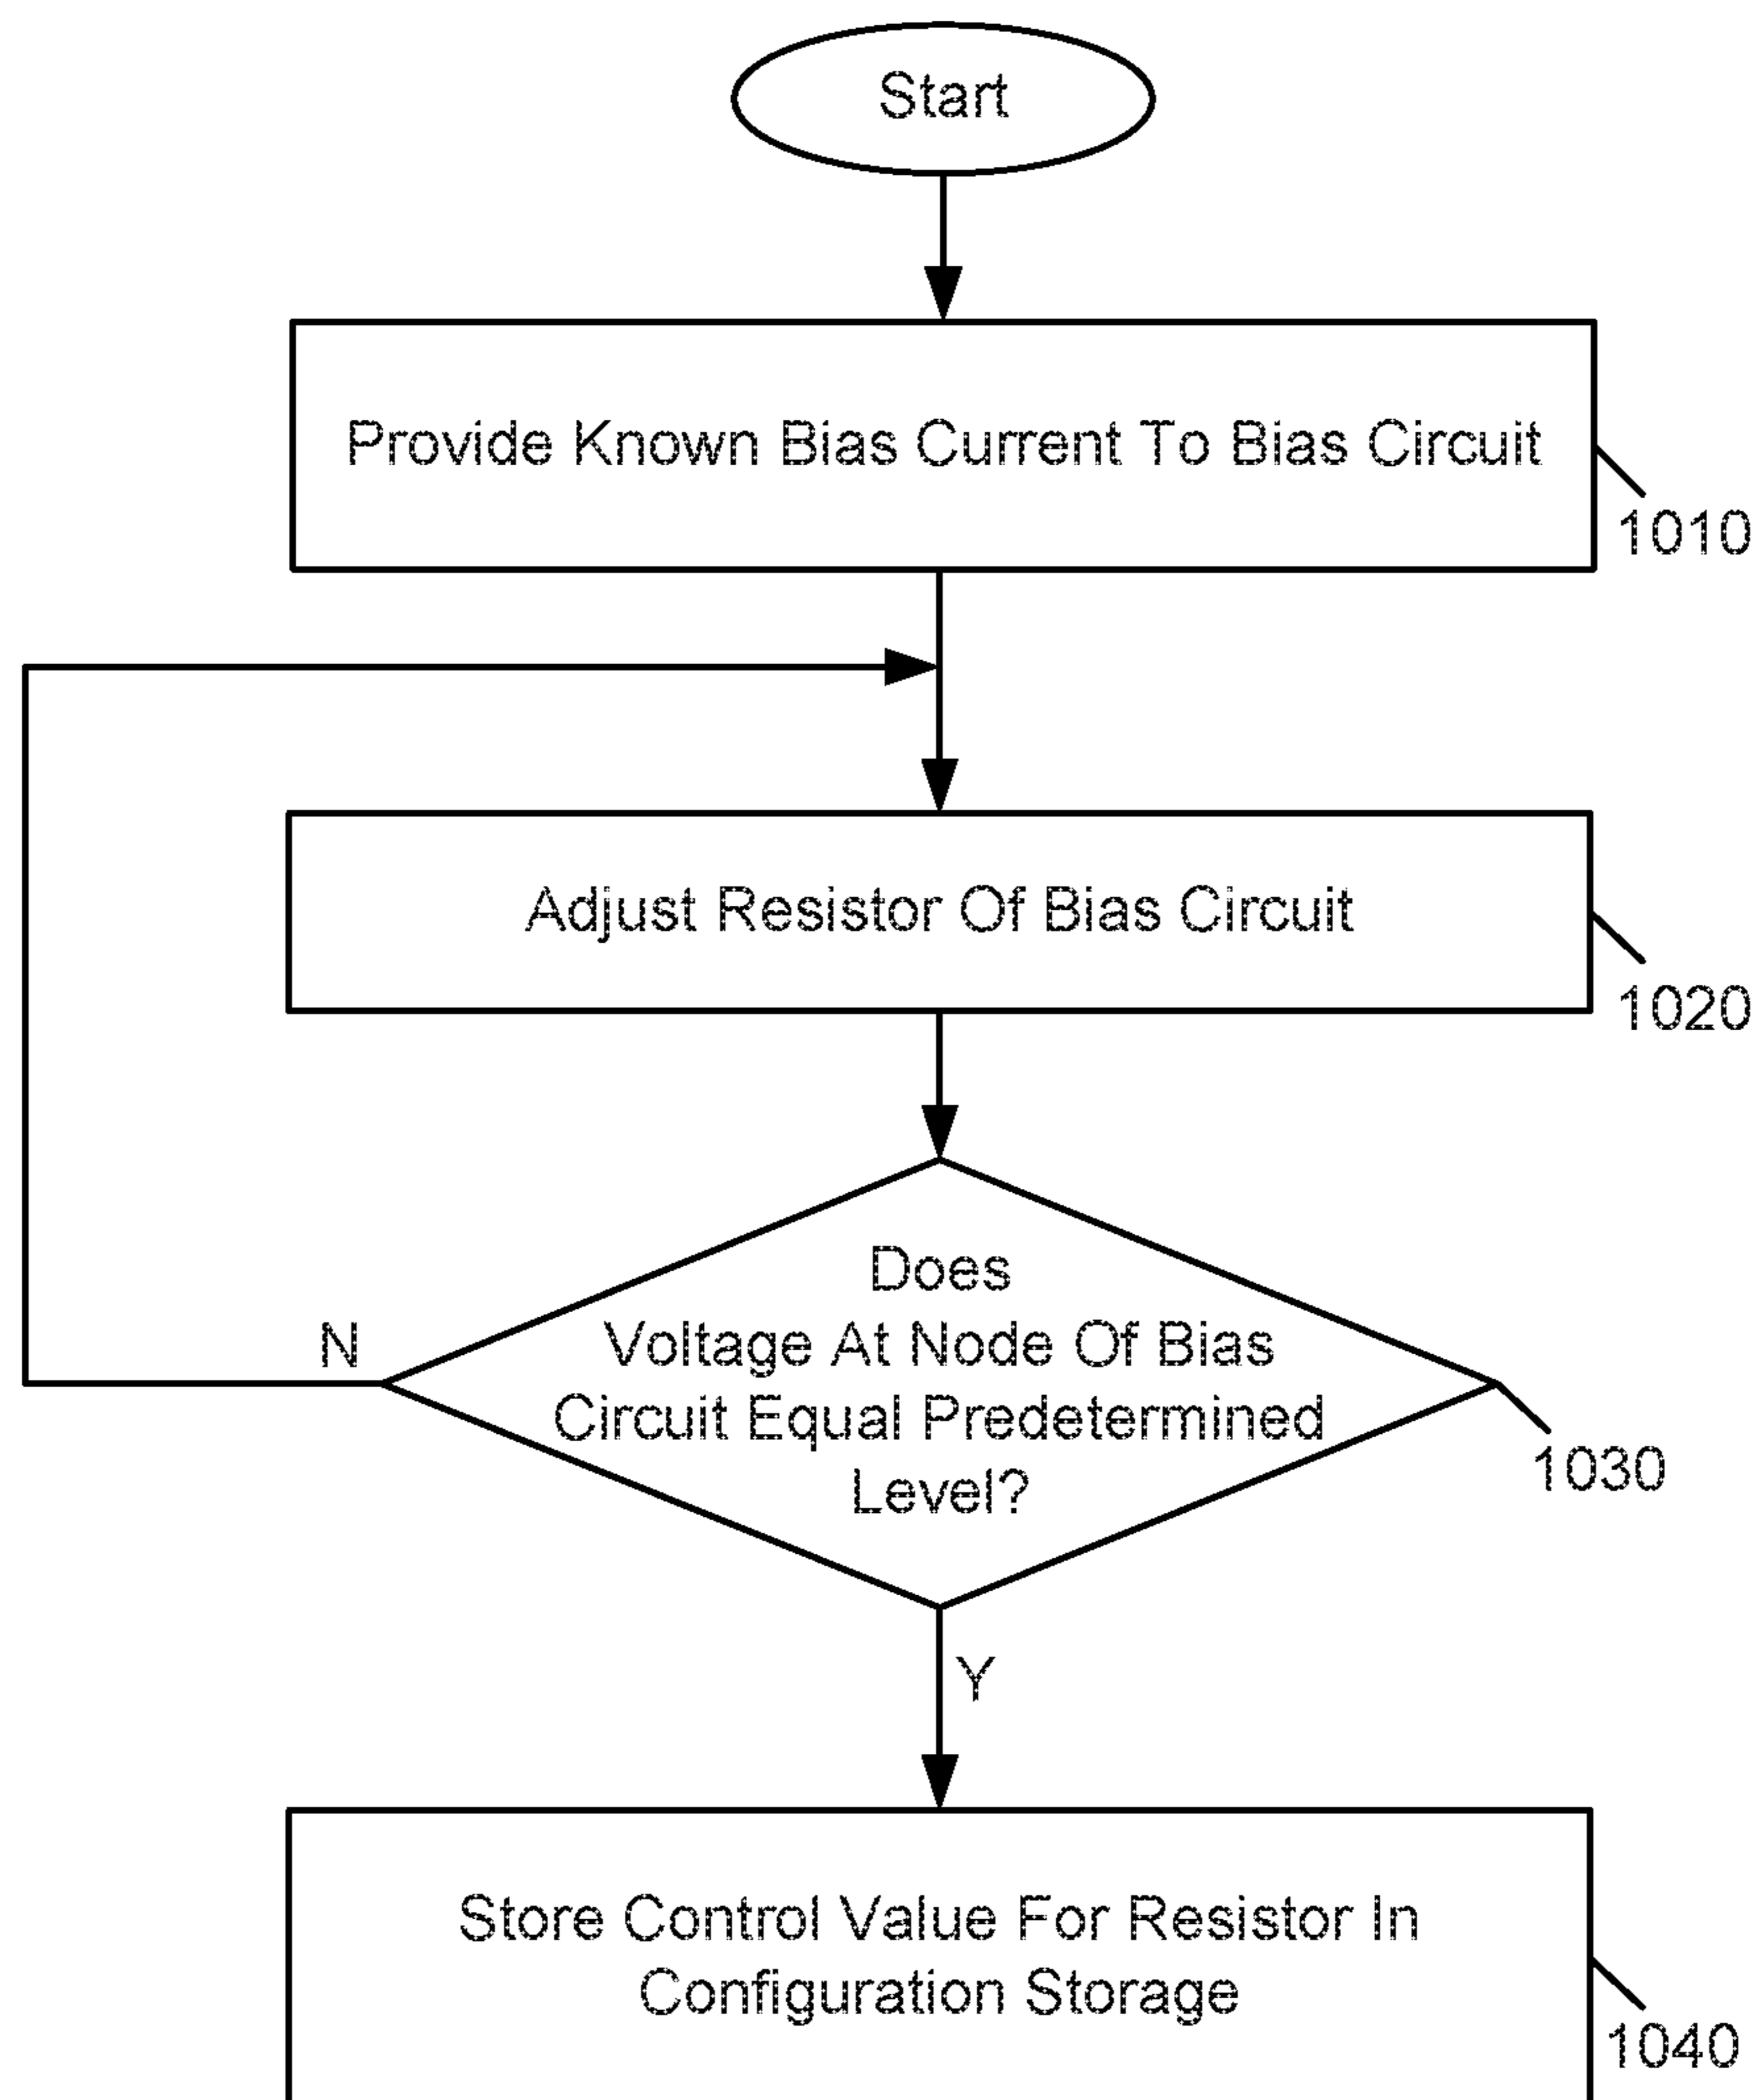 Start
Provide Known Bias Current To Bias Circuit
1010
Adjust Resistor Of Bias Circuit
1020
Does
Voltage At Node Of Bias
Circuit Equal Predetermined
Level?
N
1030
Y
Store Control Value For Resistor In
Configuration Storage
1040